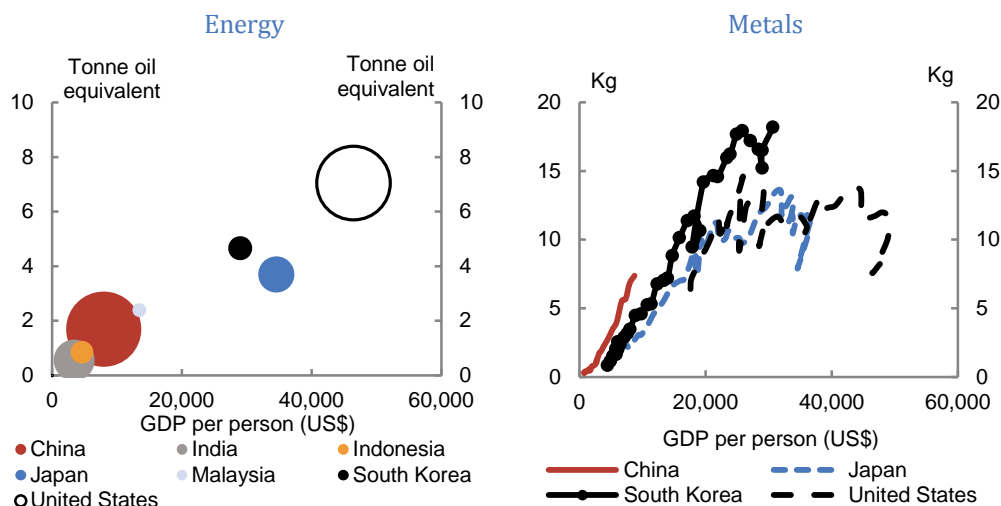 Energy
Tonne oil equivalent
Tonne oil equivalent
10
10
8
8
6
6
4
4
2
2
0
0
0
20,000
40,000
60,000
GDP per person (US$)
China
India
Indonesia
Japan
Malaysia
South Korea
United States
Metals
Kg
Kg
20
20
15
15
10
10
5
5
0
0
0
20,000
40,000
60,000
GDP per person (US$)
China
Japan
South Korea
United States